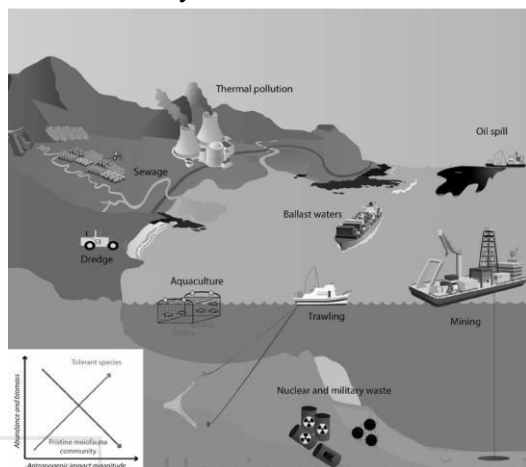 Thermal pollution
Oil spill
Sewage
Ballast waters
Dredge
Aquaculture
Trawling
Mining
Nuclear and military waste
Tolerant species
Pristine meiofauna
community
Abundance and biomass
Antropogenic impact magnitude